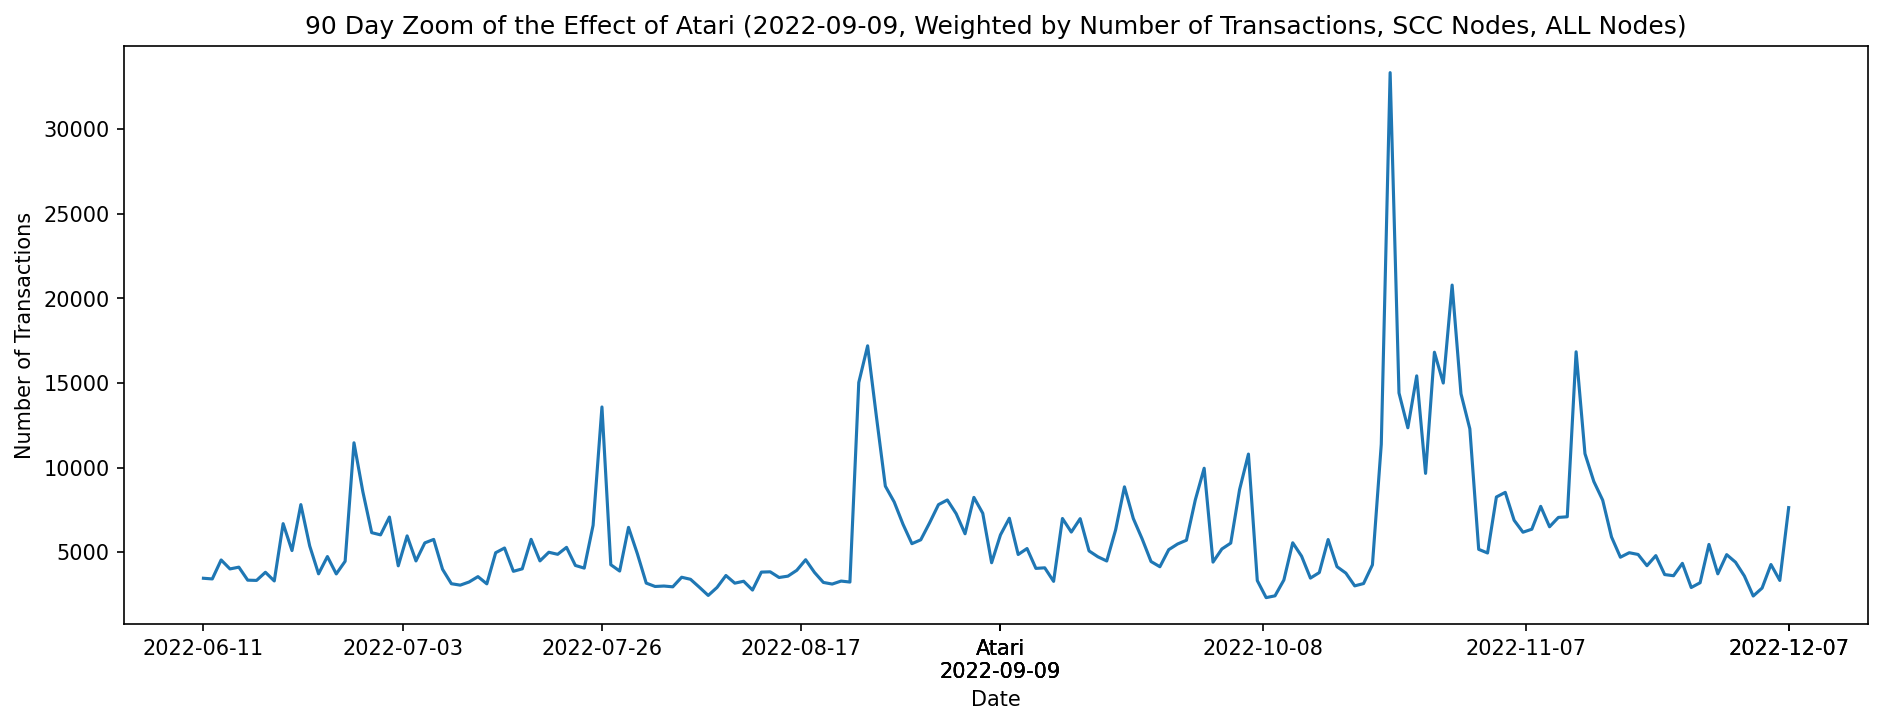 90 Day Zoom of the Effect of Atari (2022-09-09, Weighted by Number of Transactions, SCC Nodes, ALL Nodes)
Number of Transactions
30000
25000
20000
15000
10000
5000
2022-06-11 2022-07-03 2022-07-26 2022-08-17 Atari 2022-10-08 2022-11-07 2022-12-07
2022-09-09
Date